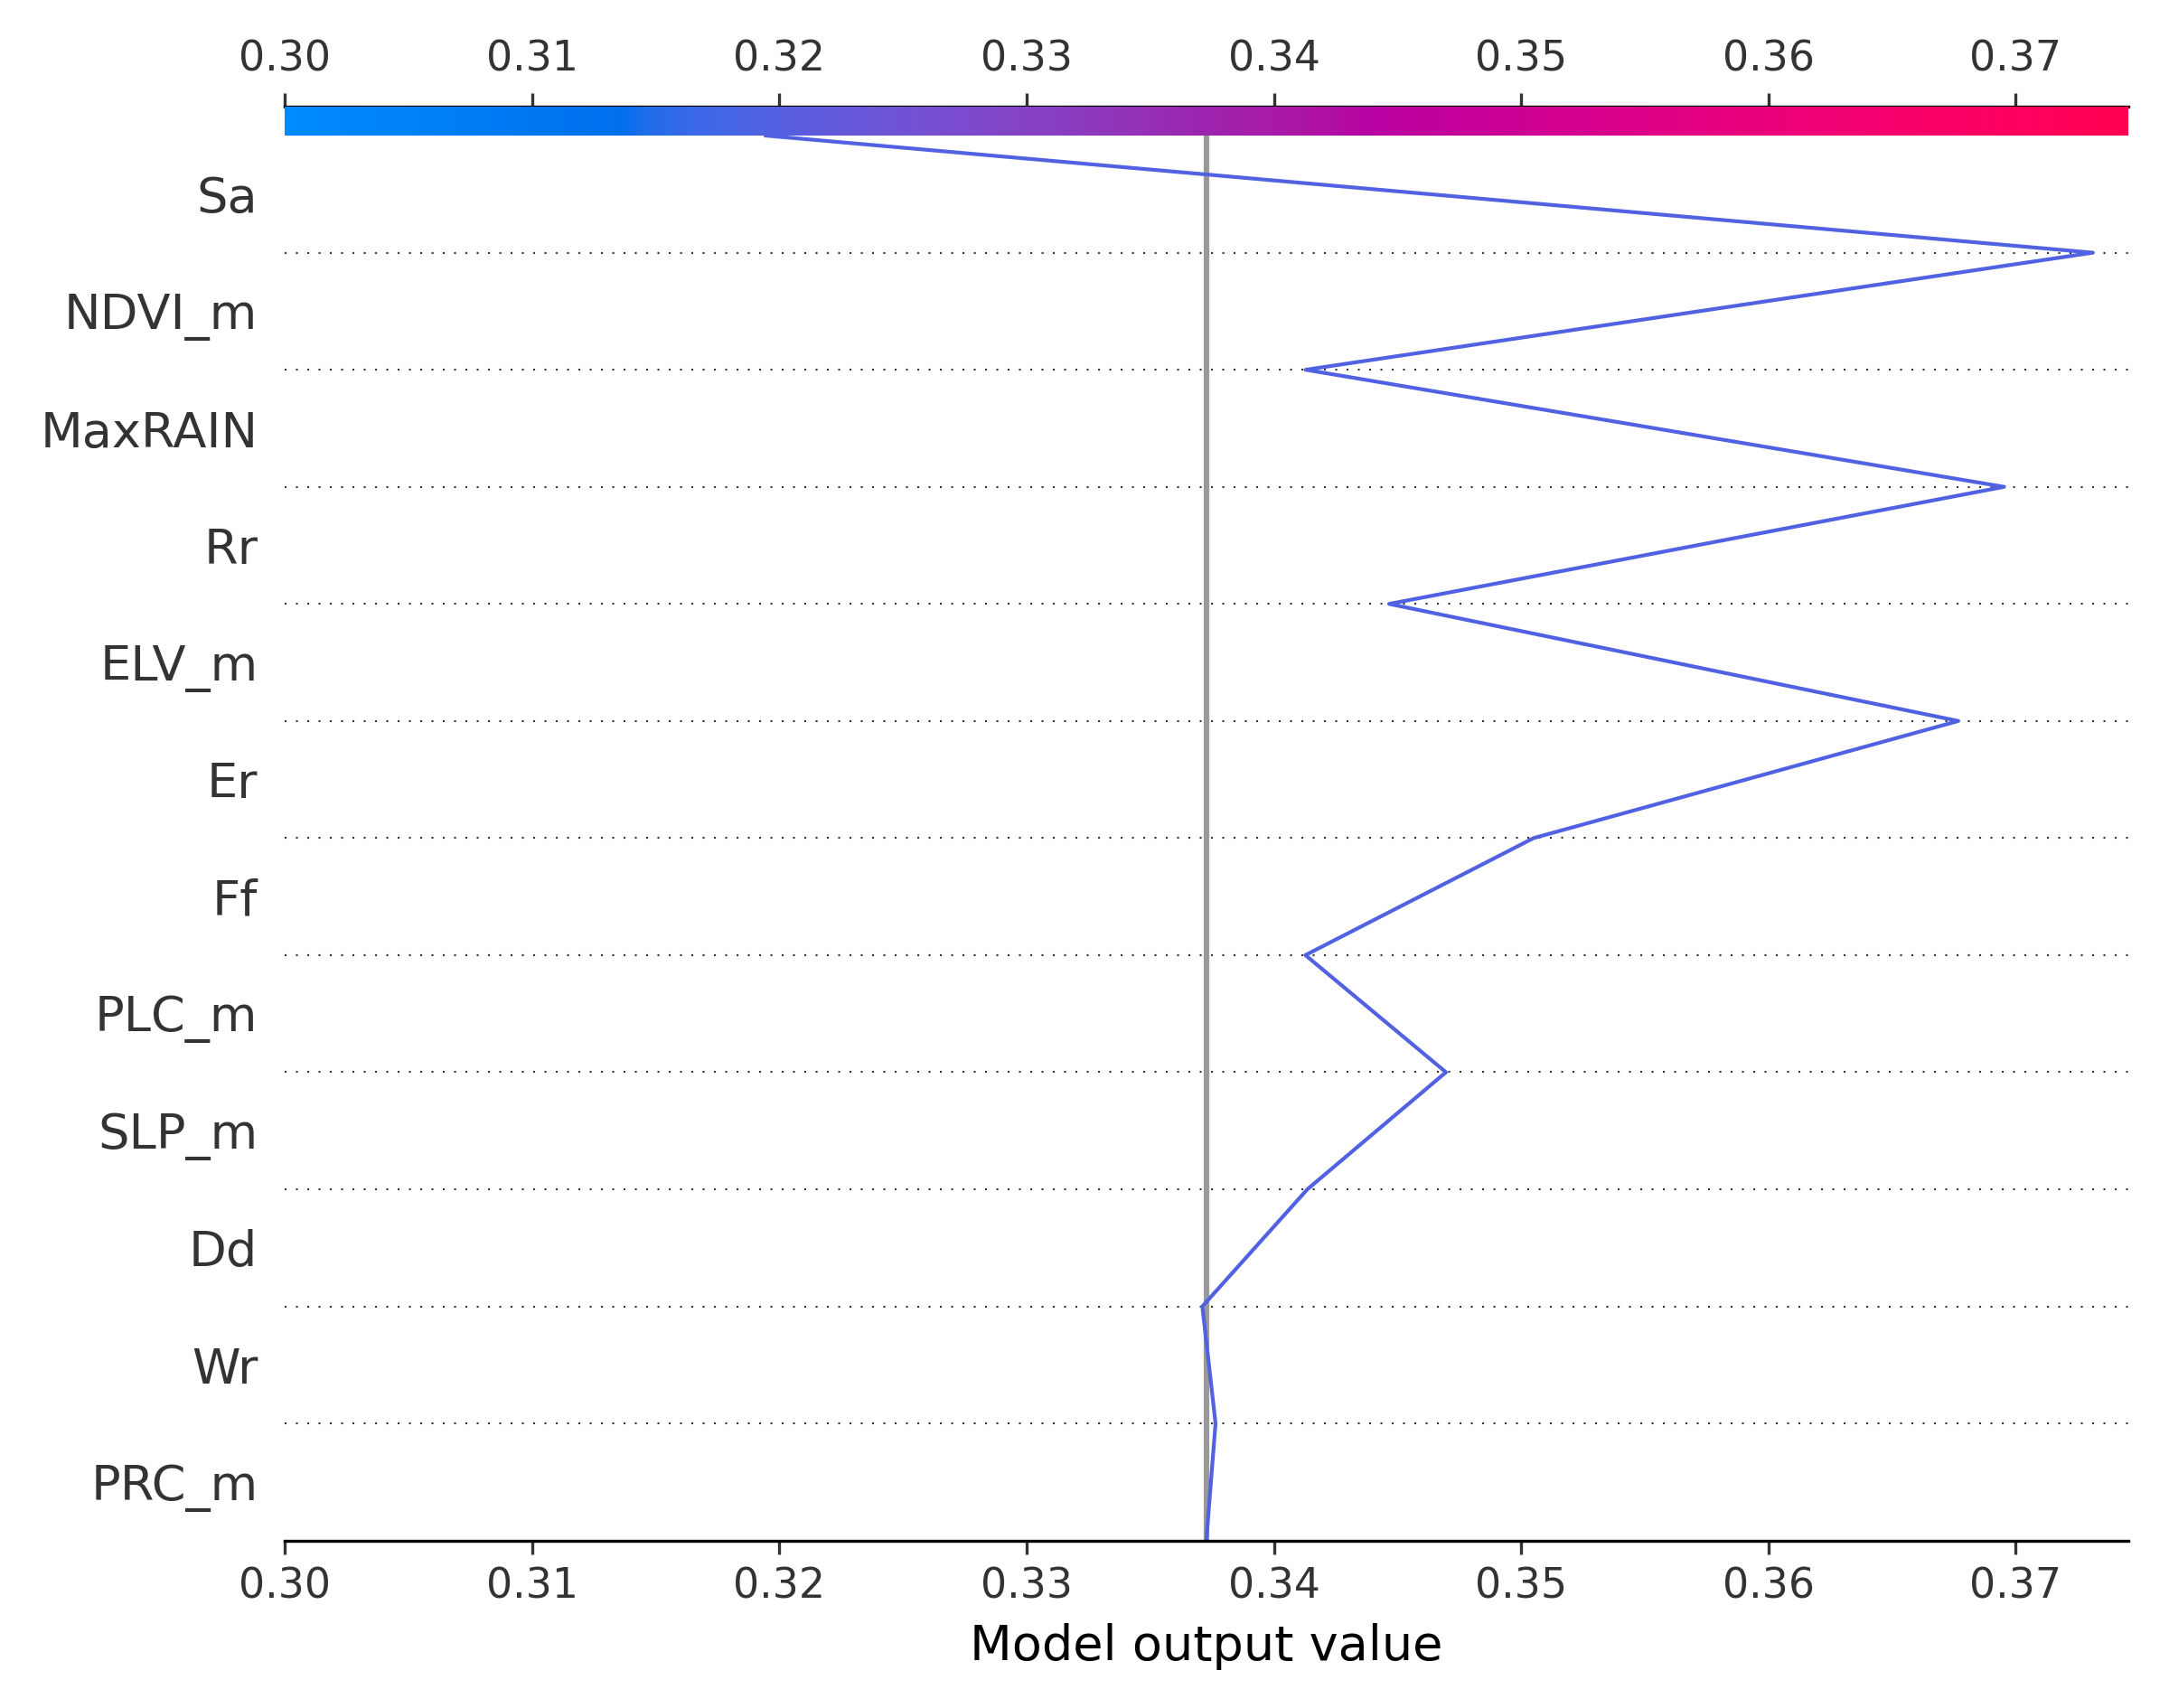 0.30 0.31 0.32 0.33 0.34 0.35 0.36 0.37
Sa
NDVI_m
MaxRAIN
Rr
ELV_m
Er
Ff
PLC_m
SLP_m
Dd
Wr
PRC_m
0.30 0.31 0.32 0.33 0.34 0.35 0.36 0.37
Model output value